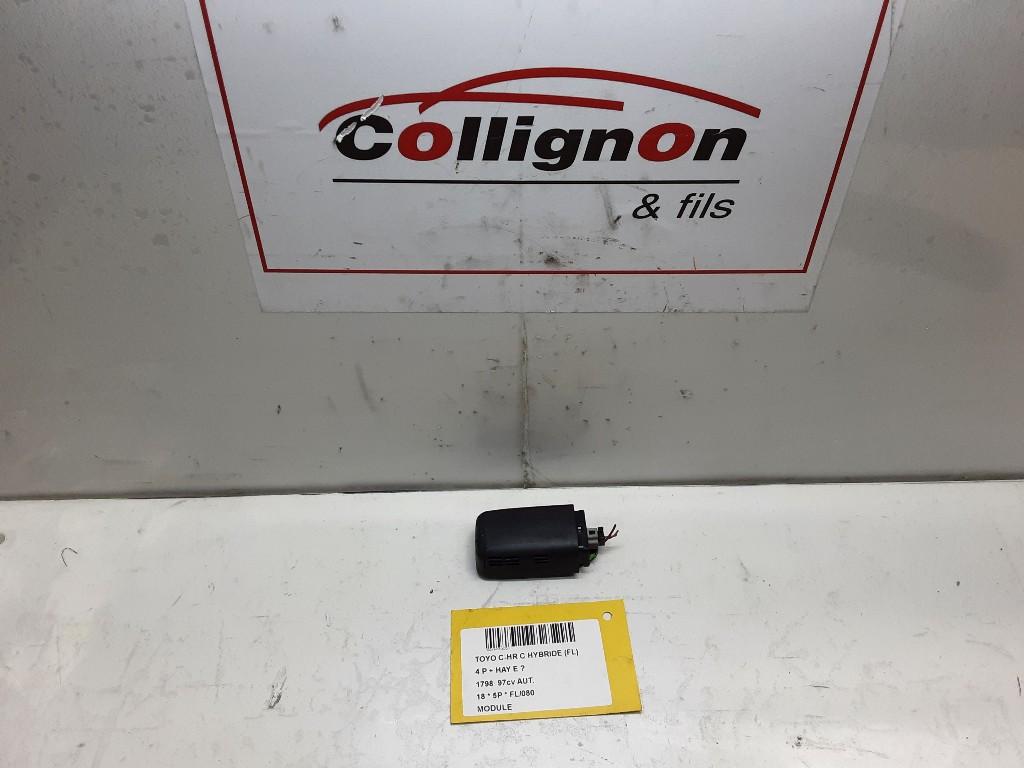 Collignon
& fils
TOYO C-HR C HYBRIDE (FL)
4 P + HAY E ?
1798 97cv AUT.
18 * 5P * FL/080
MODULE